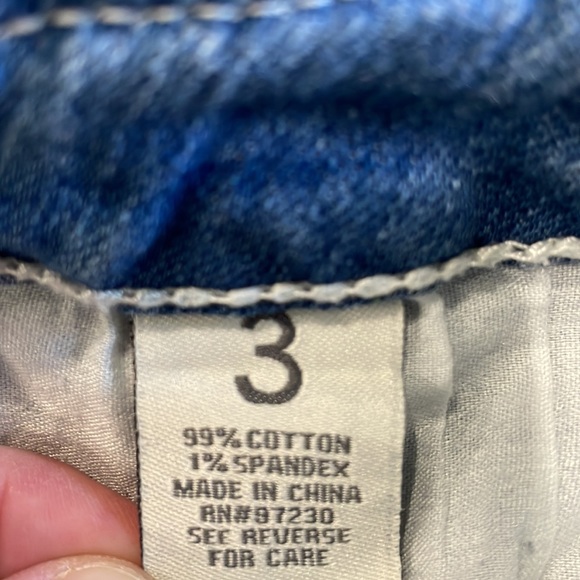 3
99% COTTON
1% SPANDEX
MADE IN CHINA
RN#97230
SEE REVERSE
FOR CARE